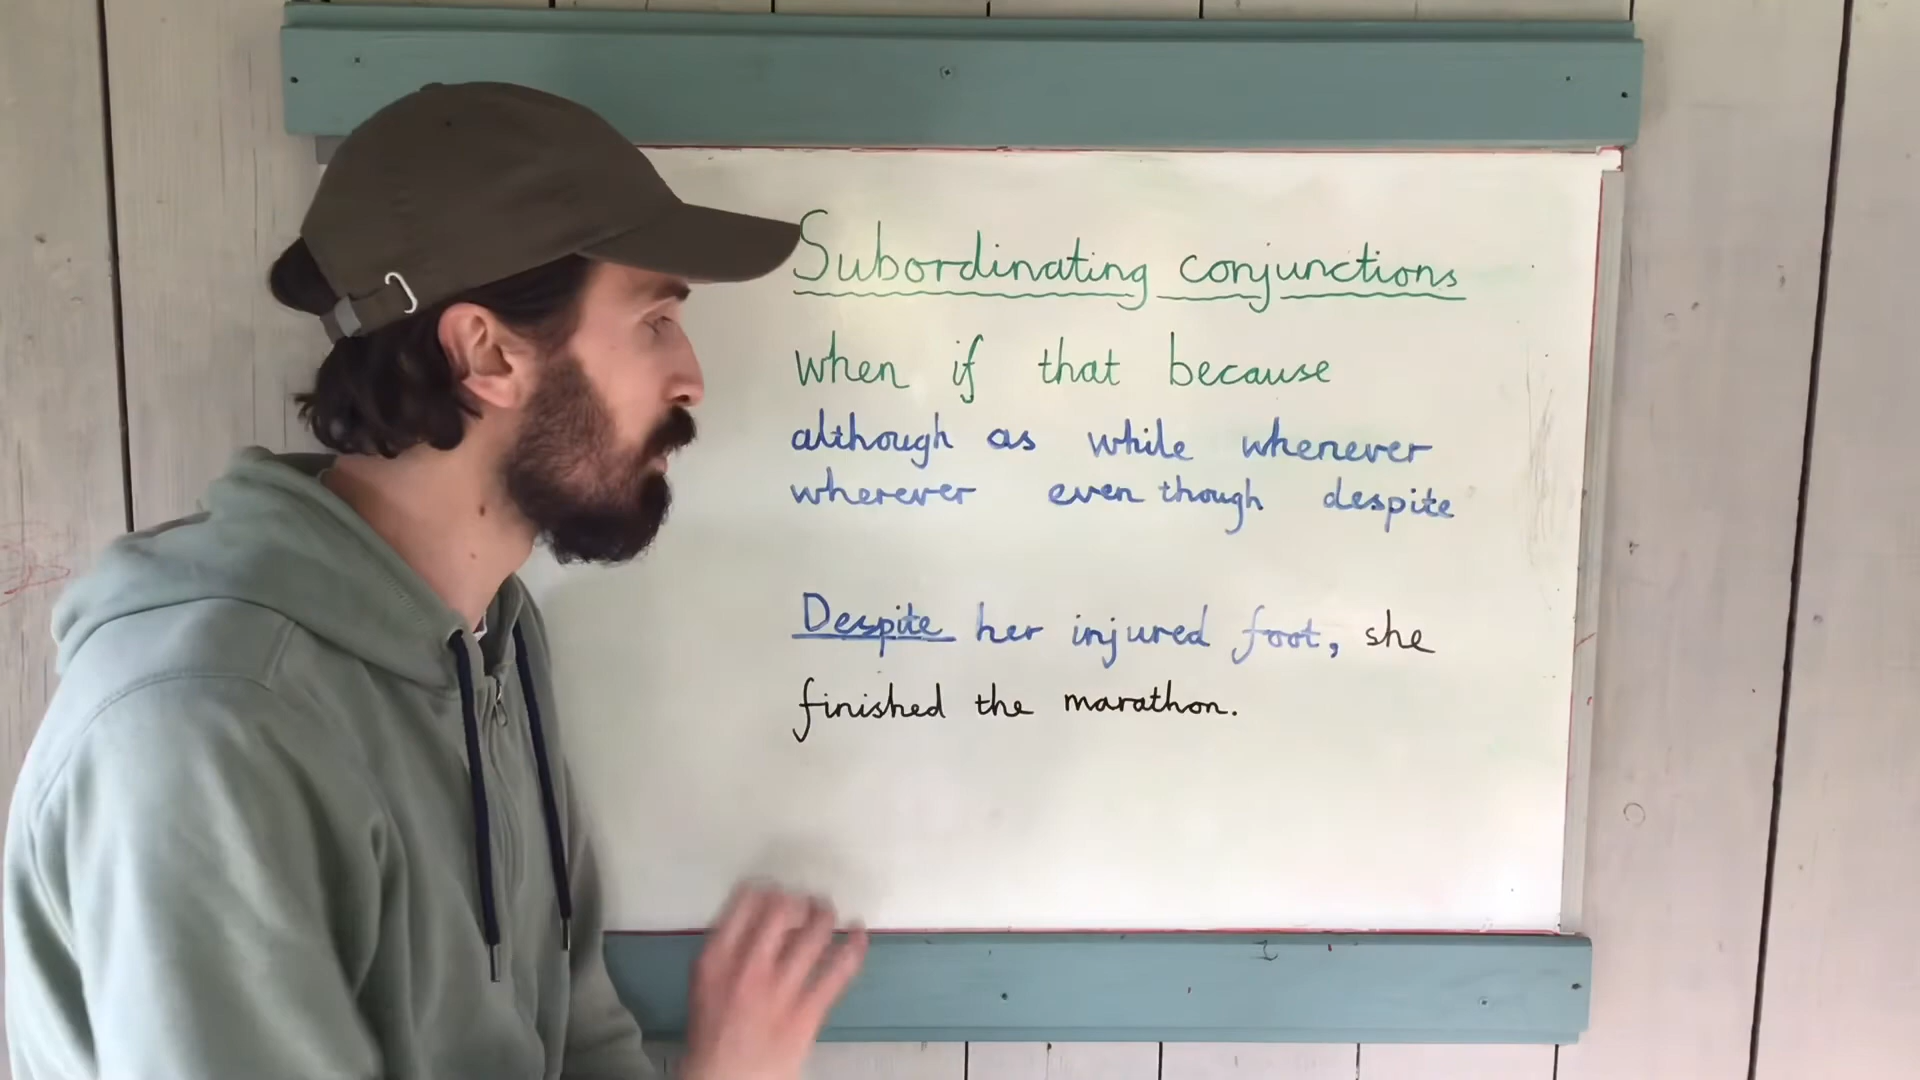 Subordinating conjunctions
when if that because
although as while whenever
wherever even though despite
Despite her injured foot, she
finished the marathon.